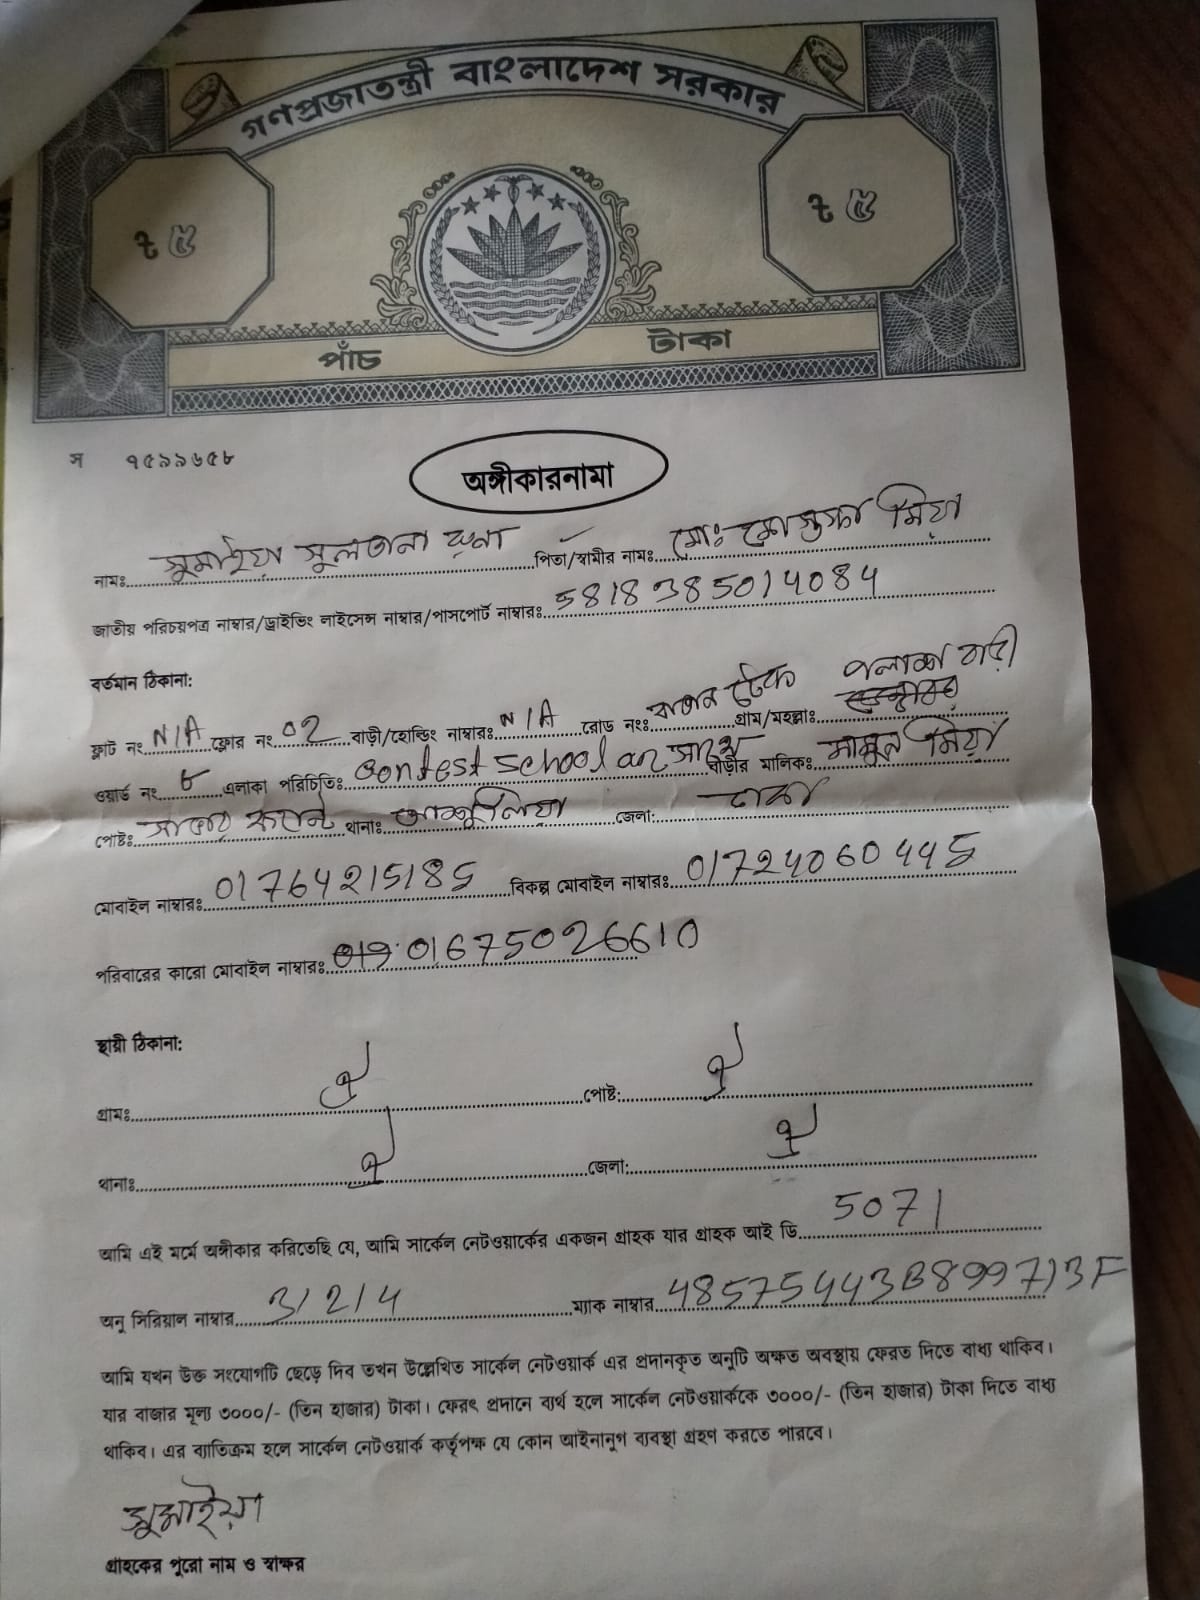 গণপ্রজাতন্ত্রী বাংলাদেশ সরকার
৳ ৫
৳ ৫
পাঁচ টাকা
স ৭৫৯৯৬৫৮
অঙ্গীকারনামা
নামঃ সুমাইয়া সুলতানা পিতা/স্বামীর নামঃ মোঃ মোস্তফা মিয়া
জাতীয় পরিচয়পত্র নাম্বার/ড্রাইভিং লাইসেন্স নাম্বার/পাসপোর্ট নাম্বারঃ 5818385014084
বর্তমান ঠিকানা:
ফ্লাট নং N/A ফ্লোর নং 02 বাড়ী/হোল্ডিং নাম্বারঃ N/A রোড নং: টেক গ্রাম/মহল্লাঃ পলাশ বাড়ী
ওয়ার্ড নং ৮ এলাকা পরিচিতি: Contest school বাড়ীর মালিক: মামুন মিয়া
পোষ্ট: থানাঃ আশুলিয়া জেলা: ঢাকা
মোবাইল নাম্বারঃ বিকল্প মোবাইল নাম্বারঃ
পরিবারের কারো মোবাইল নাম্বারঃ 01675026610
স্থায়ী ঠিকানা:
গ্রামঃ ঐ পোষ্ট: ঐ
থানাঃ ঐ জেলা: ঐ
আমি এই মর্মে অঙ্গীকার করিতেছি যে, আমি সার্কেল নেটওয়ার্কের একজন গ্রাহক যার গ্রাহক আই ডি 5071
অনু সিরিয়াল নাম্বার 31214 ম্যাক নাম্বার 48575443B899713F
আমি যখন উক্ত সংযোগটি ছেড়ে দিব তখন উল্লেখিত সার্কেল নেটওয়ার্ক এর প্রদানকৃত অনুটি অক্ষত অবস্থায় ফেরত দিতে বাধ্য থাকিব।
যার বাজার মূল্য ৩০০০/- (তিন হাজার) টাকা। ফেরৎ প্রদানে ব্যর্থ হলে সার্কেল নেটওয়ার্ককে ৩০০০/- (তিন হাজার) টাকা দিতে বাধ্য
থাকিব। এর ব্যতিক্রম হলে সার্কেল নেটওয়ার্ক কর্তৃপক্ষ যে কোন আইনানুগ ব্যবস্থা গ্রহণ করতে পারবে।
সুমাইয়া
গ্রাহকের পুরো নাম ও স্বাক্ষর